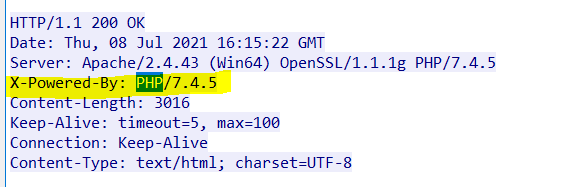 HTTP/1.1 200 OK
Date: Thu, 08 Jul 2021 16:15:22 GMT
Server: Apache/2.4.43 (Win64) OpenSSL/1.1.1g PHP/7.4.5
X-Powered-By: PHP/7.4.5
Content-Length: 3016
Keep-Alive: timeout=5, max=100
Connection: Keep-Alive
Content-Type: text/html; charset=UTF-8